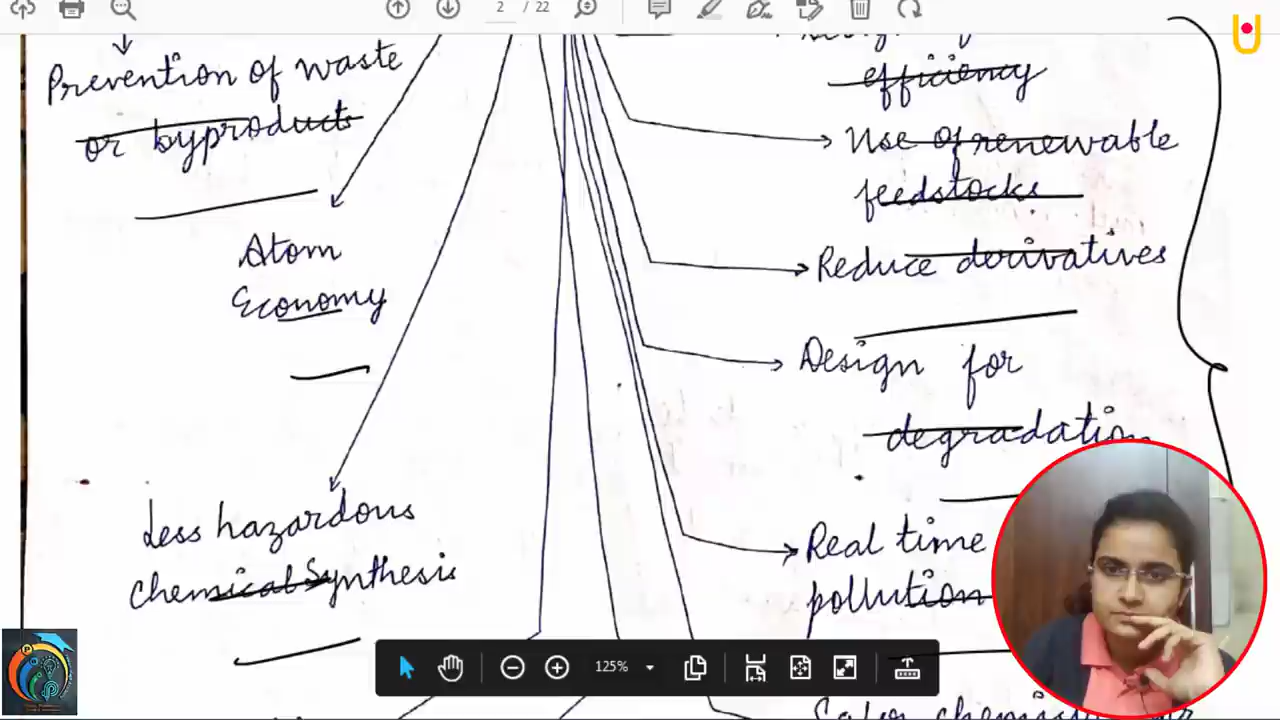 2 / 22
Prevention of waste
or byproducts
Atom
Economy
Less hazardous
chemical Synthesis
efficiency
Use of renewable
feedstocks
Reduce derivatives
Design for
degradation
Real time
pollution
125%